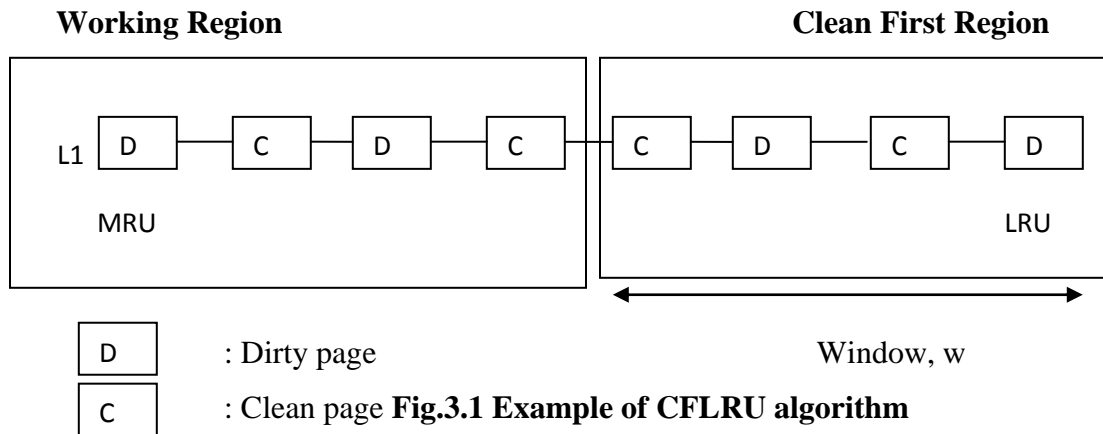 Working Region Clean First Region
L1 D C D C C D C D
MRU LRU
D : Dirty page Window, w
C : Clean page Fig.3.1 Example of CFLRU algorithm